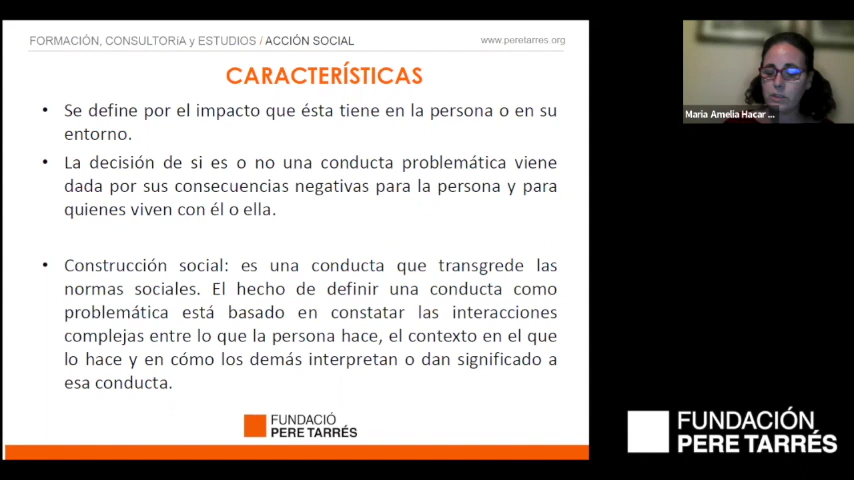 FORMACIÓN, CONSULTORíA y ESTUDIOS / ACCIÓN SOCIAL
www.peretarres.org
CARACTERÍSTICAS
• Se define por el impacto que ésta tiene en la persona o en su
entorno.
• La decisión de si es o no una conducta problemática viene
dada por sus consecuencias negativas para la persona y para
quienes viven con él o ella.
• Construcción social: es una conducta que transgrede las
normas sociales. El hecho de definir una conducta como
problemática está basado en constatar las interacciones
complejas entre lo que la persona hace, el contexto en el que
lo hace y en cómo los demás interpretan o dan significado a
esa conducta.
FUNDACIÓ
PERE TARRÉS
Maria Amelia Hacar ...
FUNDACIÓN
PERE TARRÉS